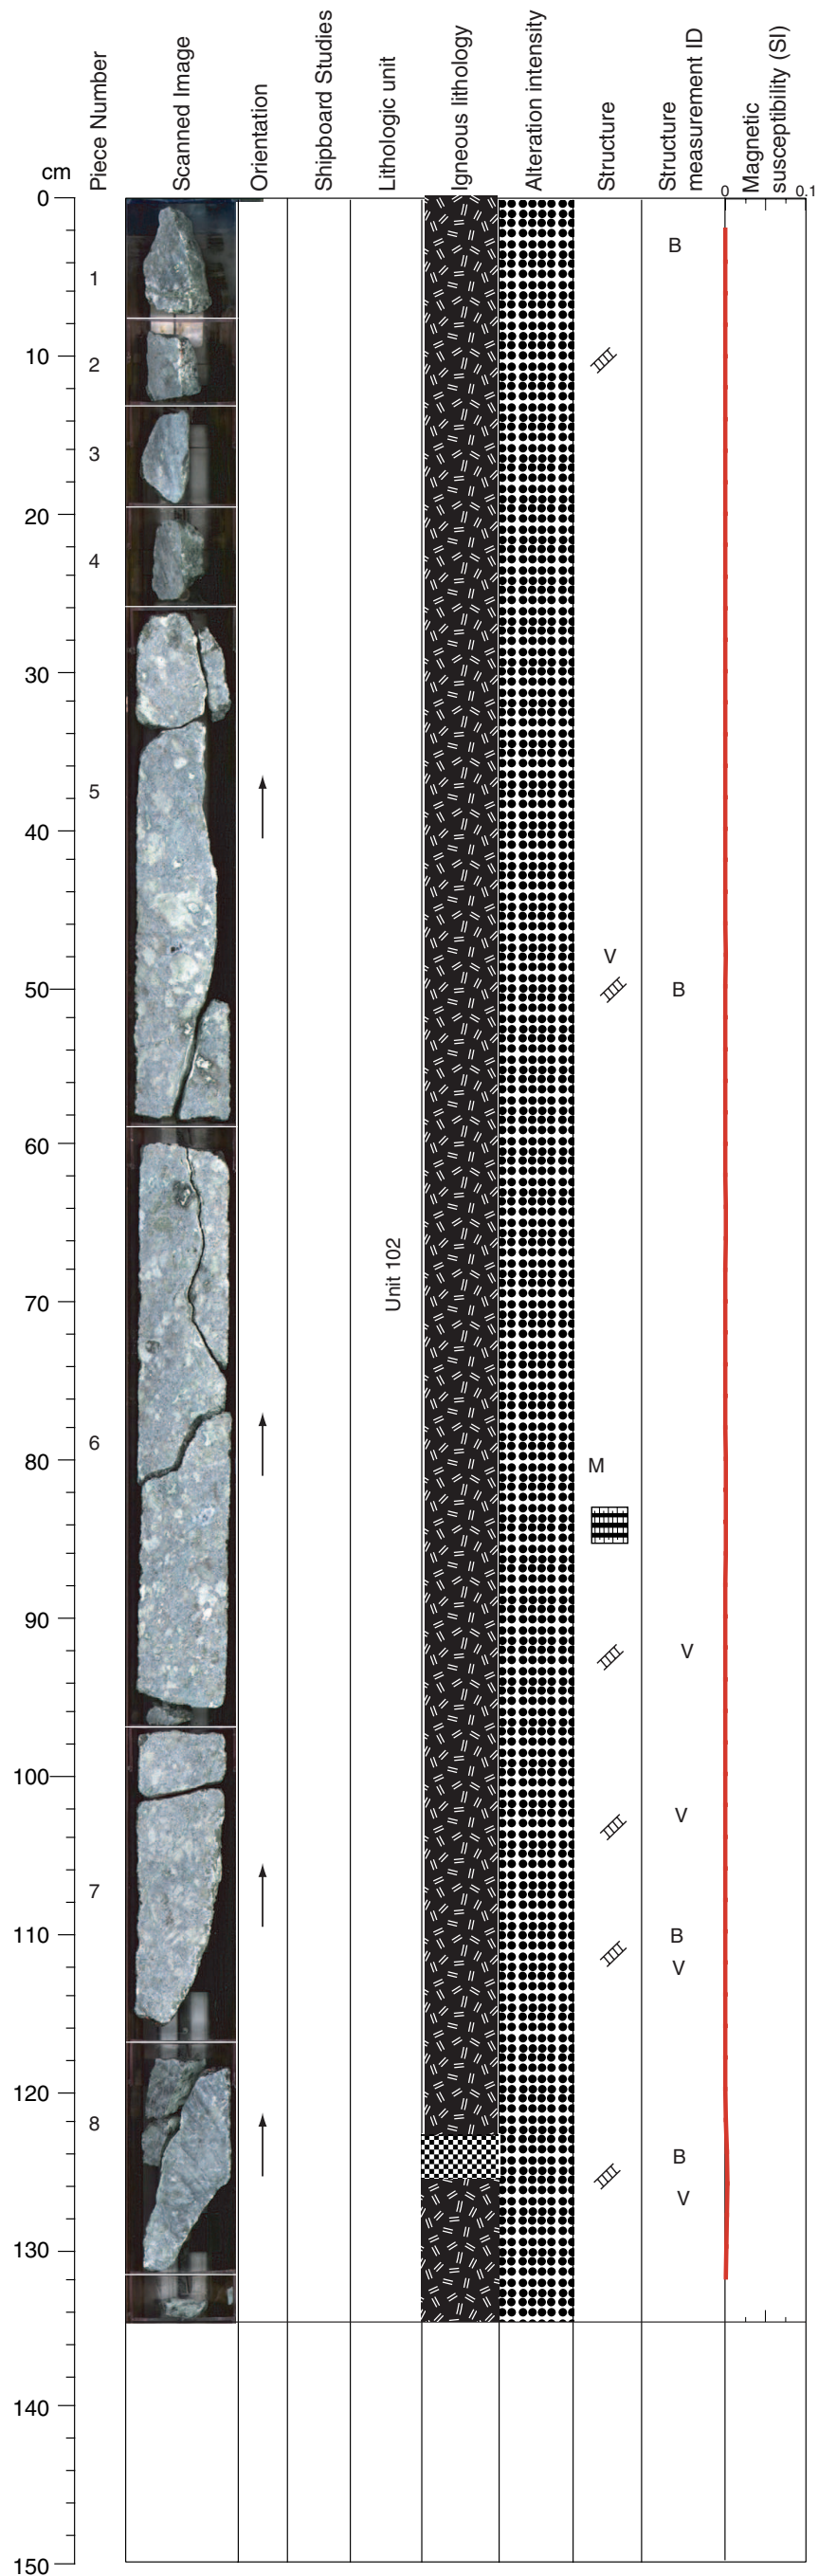 cm
Piece Number
Scanned Image
Orientation
Shipboard Studies
Lithologic unit
Igneous lithology
Alteration intensity
Structure
Structure
measurement ID
Magnetic
susceptibility (SI)
0
0.1
0
B
1
10
2
3
20
4
30
5
40
V
50
B
60
Unit 102
70
6
80
M
90
V
100
V
7
110
B
V
120
8
B
V
130
140
150